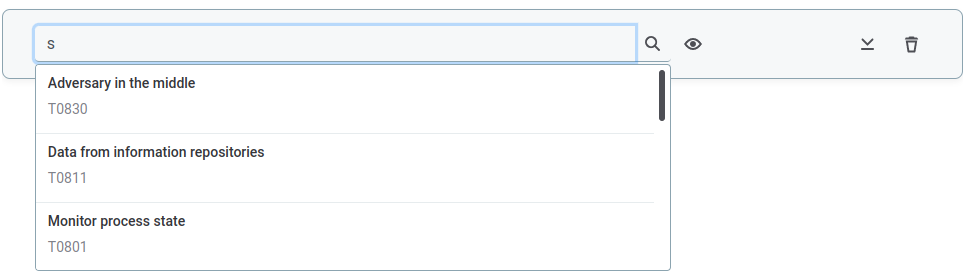 s
Adversary in the middle
T0830
Data from information repositories
T0811
Monitor process state
T0801